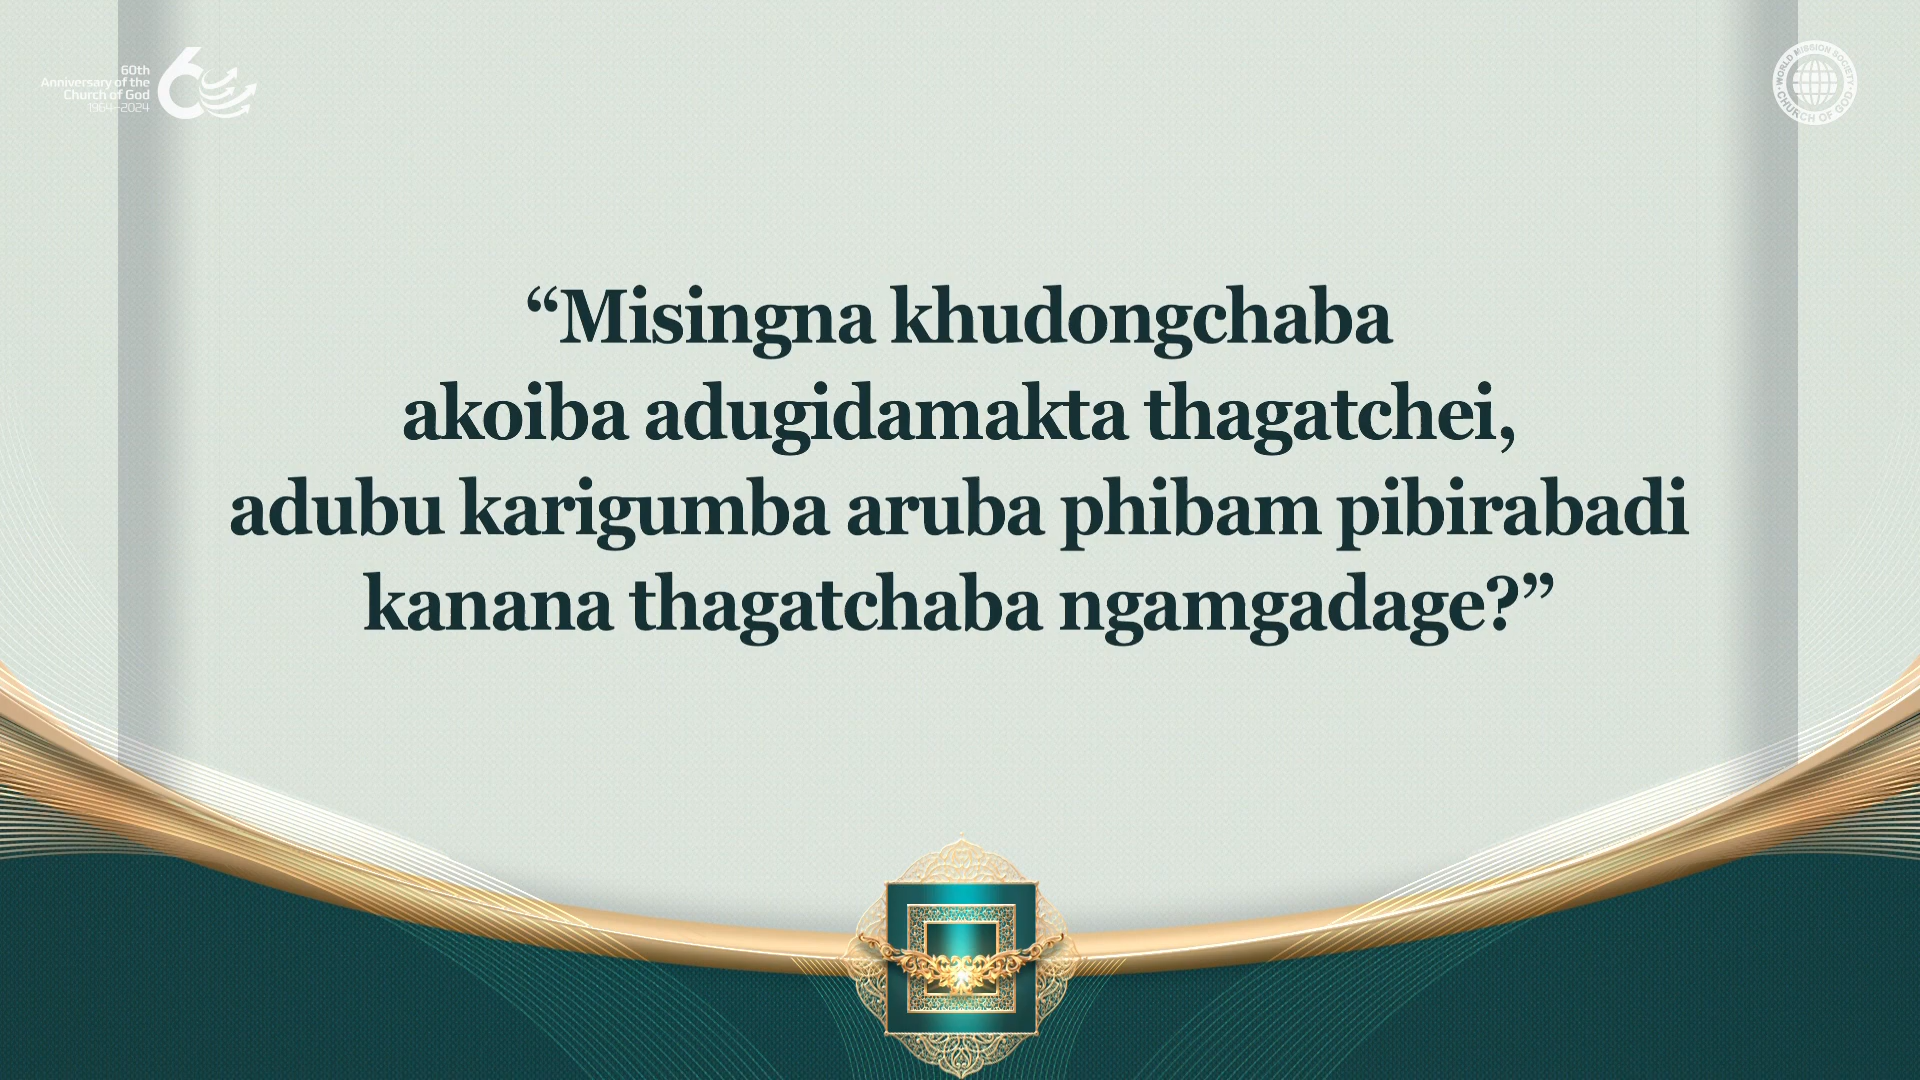 60th
Anniversary of the
Church of God
1964–2024
60
WORLD MISSION SOCIETY
CHURCH OF GOD
“Misingna khudongchaba
akoiba adugidamakta thagatchei,
adubu karigumba aruba phibam pibirabadi
kanana thagatchaba ngamgadage?”